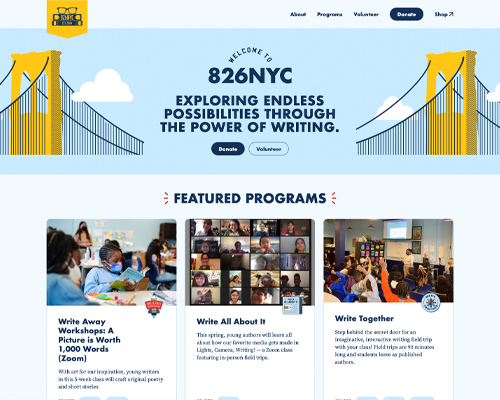 About Programs Volunteer Donate Shop
WELCOME TO
826NYC
EXPLORING ENDLESS
POSSIBILITIES THROUGH
THE POWER OF WRITING.
Donate Volunteer
FEATURED PROGRAMS
Write Away
Workshops: A
Picture is Worth
1,000 Words
(Zoom)
With art for our inspiration, young writers
in this 5-week class will craft original poetry
and short stories.
Write All About It
This spring, young authors will learn all
about how our favorite media gets made in
Lights, Camera, Writing! — a Zoom class
featuring in-person field trips.
Write Together
Step behind the secret door for an
imaginative, interactive writing field trip
with your class! Field trips are 90 minutes
long and students leave as published
authors.